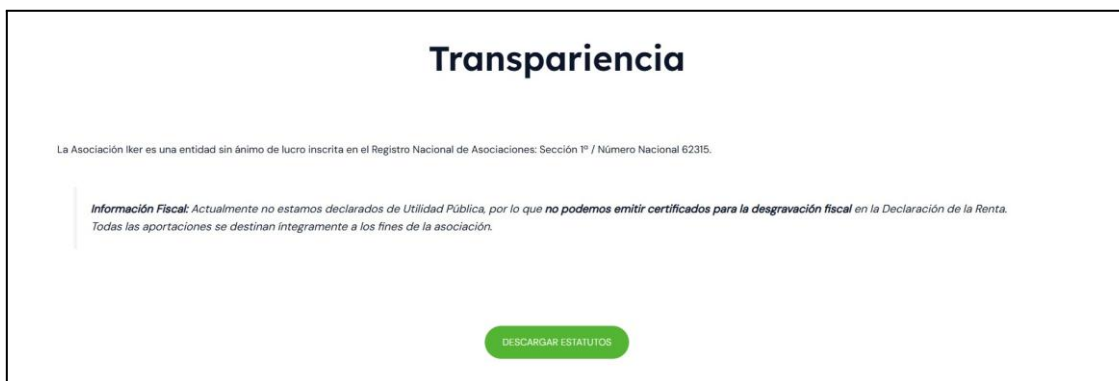 Transpariencia
La Asociación Iker es una entidad sin ánimo de lucro inscrita en el Registro Nacional de Asociaciones: Sección 1ª / Número Nacional 62315.
Información Fiscal: Actualmente no estamos declarados de Utilidad Pública, por lo que no podemos emitir certificados para la desgravación fiscal en la Declaración de la Renta.
Todas las aportaciones se destinan íntegramente a los fines de la asociación.
DESCARGAR ESTATUTOS